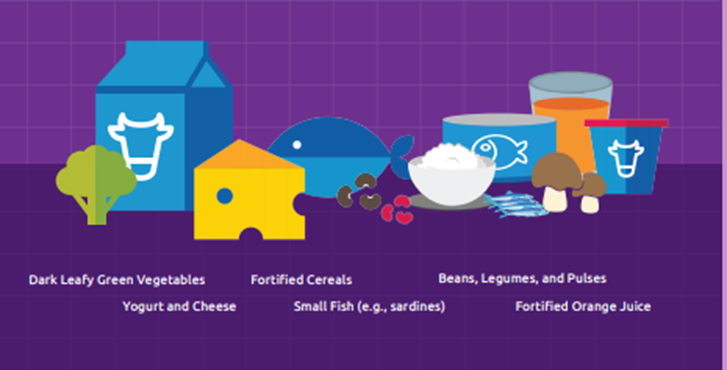 Dark Leafy Green Vegetables
Fortified Cereals
Beans, Legumes, and Pulses
Yogurt and Cheese
Small Fish (e.g., sardines)
Fortified Orange Juice